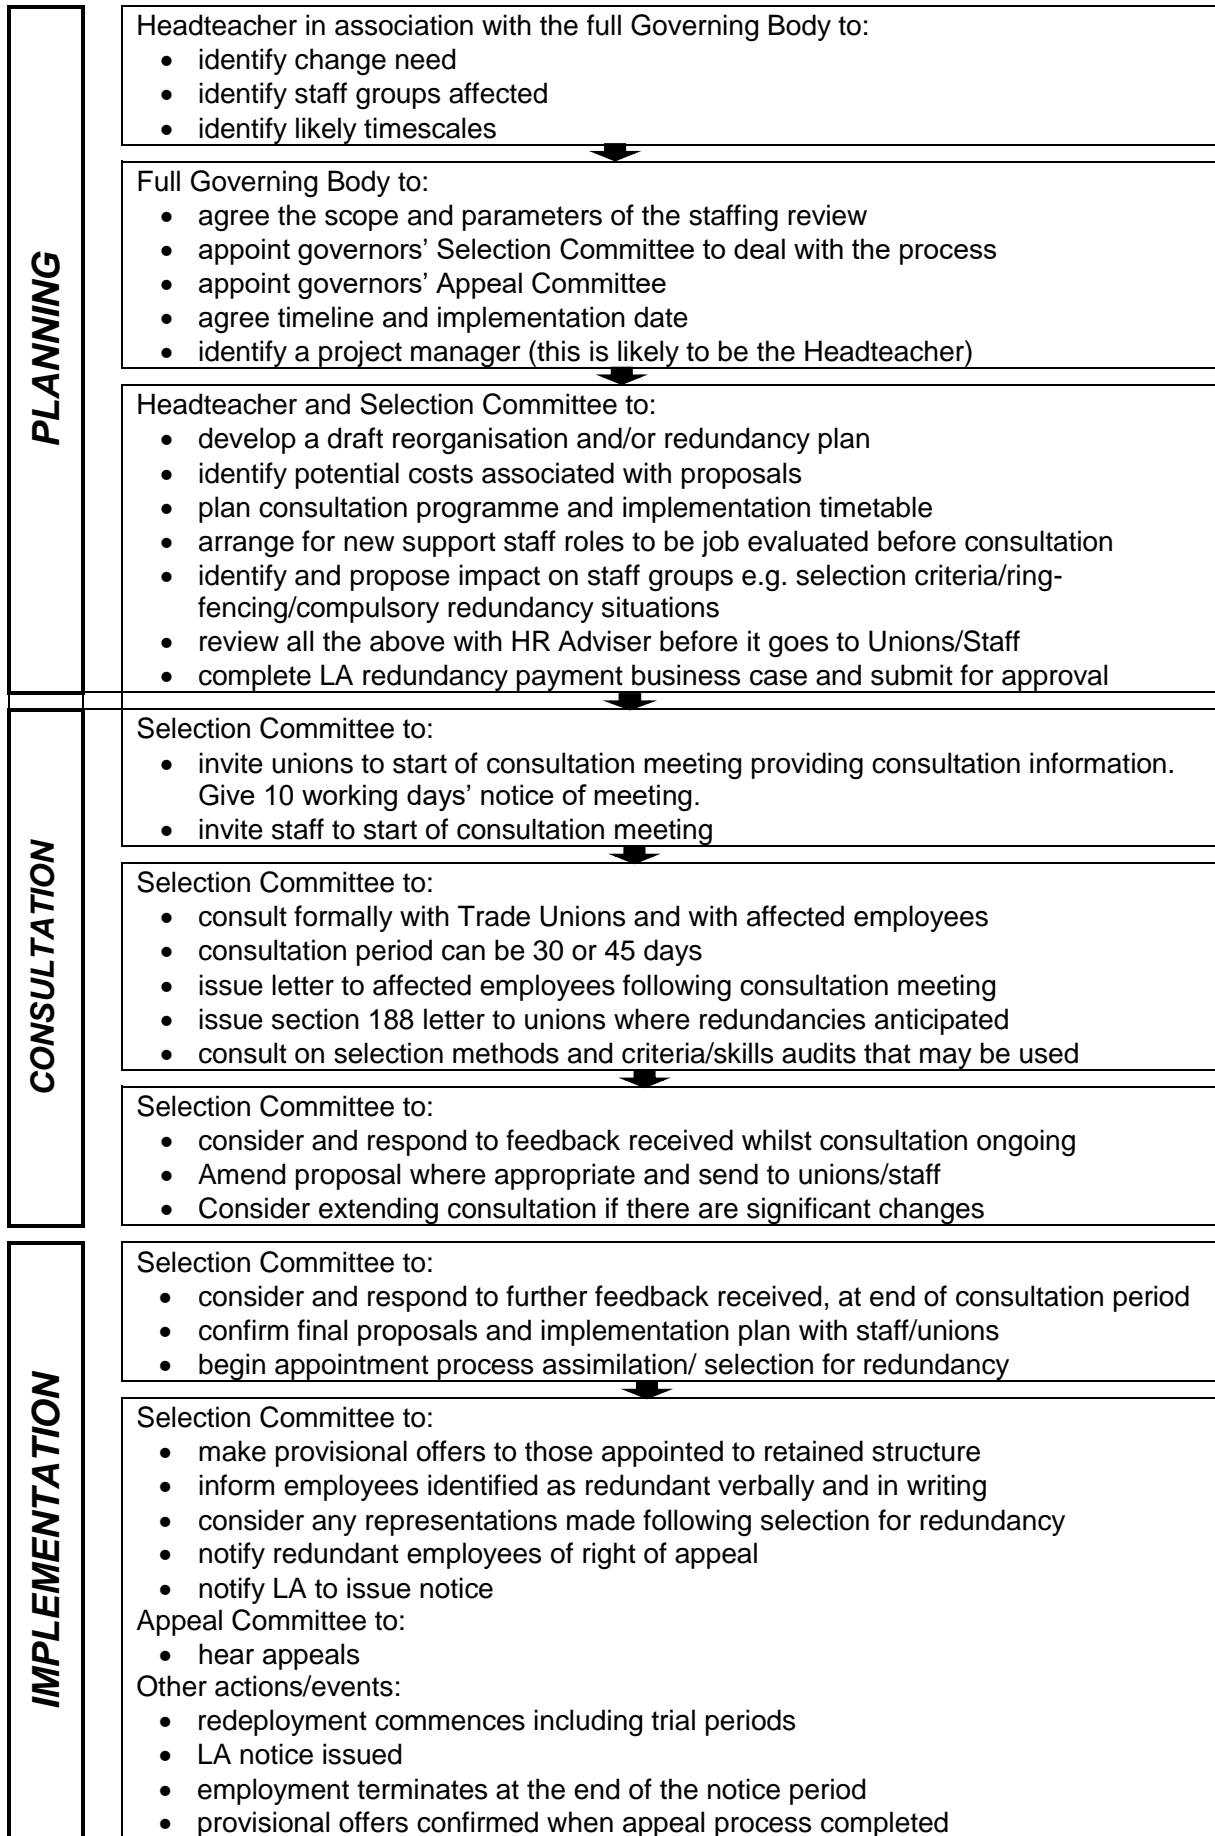 PLANNING
Headteacher in association with the full Governing Body to:
• identify change need
• identify staff groups affected
• identify likely timescales
Full Governing Body to:
• agree the scope and parameters of the staffing review
• appoint governors’ Selection Committee to deal with the process
• appoint governors’ Appeal Committee
• agree timeline and implementation date
• identify a project manager (this is likely to be the Headteacher)
Headteacher and Selection Committee to:
• develop a draft reorganisation and/or redundancy plan
• identify potential costs associated with proposals
• plan consultation programme and implementation timetable
• arrange for new support staff roles to be job evaluated before consultation
• identify and propose impact on staff groups e.g. selection criteria/ring-
fencing/compulsory redundancy situations
• review all the above with HR Adviser before it goes to Unions/Staff
• complete LA redundancy payment business case and submit for approval
CONSULTATION
Selection Committee to:
• invite unions to start of consultation meeting providing consultation information.
Give 10 working days’ notice of meeting.
• invite staff to start of consultation meeting
Selection Committee to:
• consult formally with Trade Unions and with affected employees
• consultation period can be 30 or 45 days
• issue letter to affected employees following consultation meeting
• issue section 188 letter to unions where redundancies anticipated
• consult on selection methods and criteria/skills audits that may be used
Selection Committee to:
• consider and respond to feedback received whilst consultation ongoing
• Amend proposal where appropriate and send to unions/staff
• Consider extending consultation if there are significant changes
IMPLEMENTATION
Selection Committee to:
• consider and respond to further feedback received, at end of consultation period
• confirm final proposals and implementation plan with staff/unions
• begin appointment process assimilation/ selection for redundancy
Selection Committee to:
• make provisional offers to those appointed to retained structure
• inform employees identified as redundant verbally and in writing
• consider any representations made following selection for redundancy
• notify redundant employees of right of appeal
• notify LA to issue notice
Appeal Committee to:
• hear appeals
Other actions/events:
• redeployment commences including trial periods
• LA notice issued
• employment terminates at the end of the notice period
• provisional offers confirmed when appeal process completed